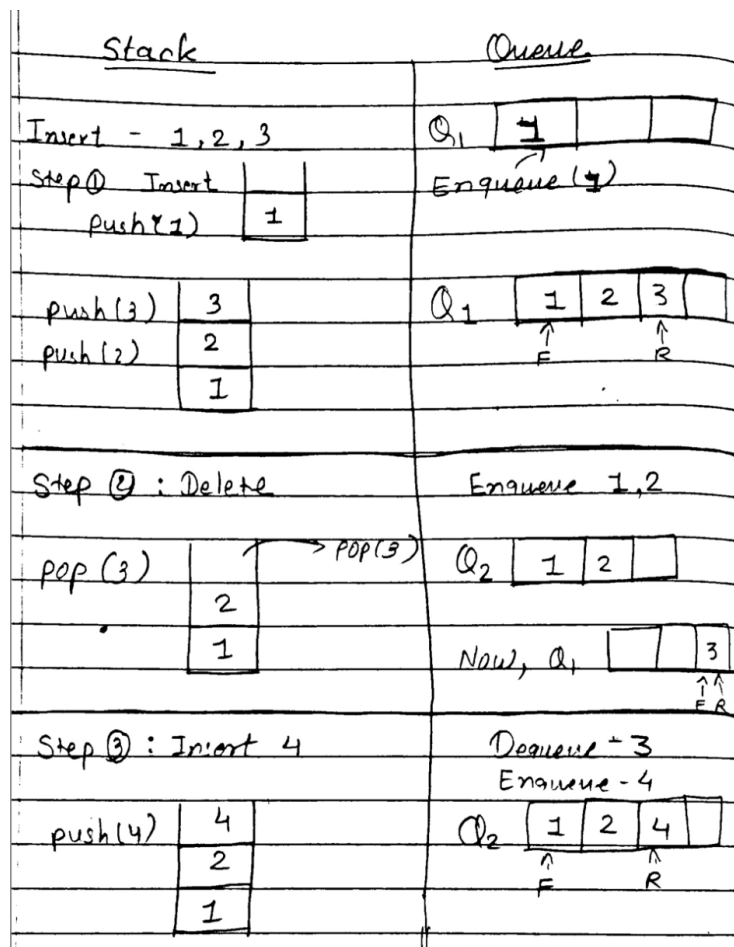 Stack
Queue
Insert - 1, 2, 3
Q1 1
Step ① Insert
Enqueue (1)
push(1) 1
push(3) 3
Q1 1 2 3
push(2) 2
F R
1
Step ② : Delete
Enqueue 1,2
pop (3) pop(3)
Q2 1 2
2
1
Now, Q1 3
F R
Step ③ : Insert 4
Dequeue - 3
Enqueue - 4
push(4) 4
Q2 1 2 4
2
F R
1